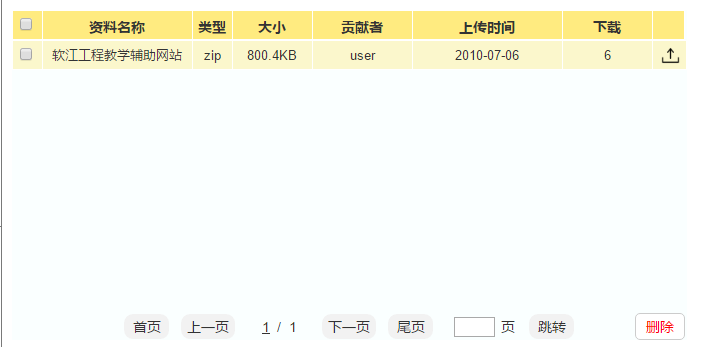 资料名称 类型 大小 贡献者 上传时间 下载
软江工程教学辅助网站 zip 800.4KB user 2010-07-06 6
首页 上一页 1 / 1 下一页 尾页 页 跳转 删除